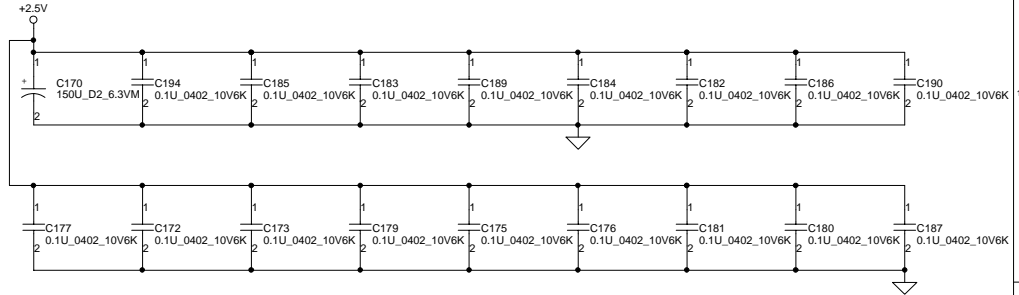 +2.5V
1 1 1 1 1 1 1 1 1
+ C170 C194 C185 C183 C189 C184 C182 C186 C190
150U_D2_6.3VM 0.1U_0402_10V6K 0.1U_0402_10V6K 0.1U_0402_10V6K 0.1U_0402_10V6K 0.1U_0402_10V6K 0.1U_0402_10V6K 0.1U_0402_10V6K 0.1U_0402_10V6K
2 2 2 2 2 2 2 2 2
1 1 1 1 1 1 1 1 1
C177 C172 C173 C179 C175 C176 C181 C180 C187
0.1U_0402_10V6K 0.1U_0402_10V6K 0.1U_0402_10V6K 0.1U_0402_10V6K 0.1U_0402_10V6K 0.1U_0402_10V6K 0.1U_0402_10V6K 0.1U_0402_10V6K 0.1U_0402_10V6K
2 2 2 2 2 2 2 2 2